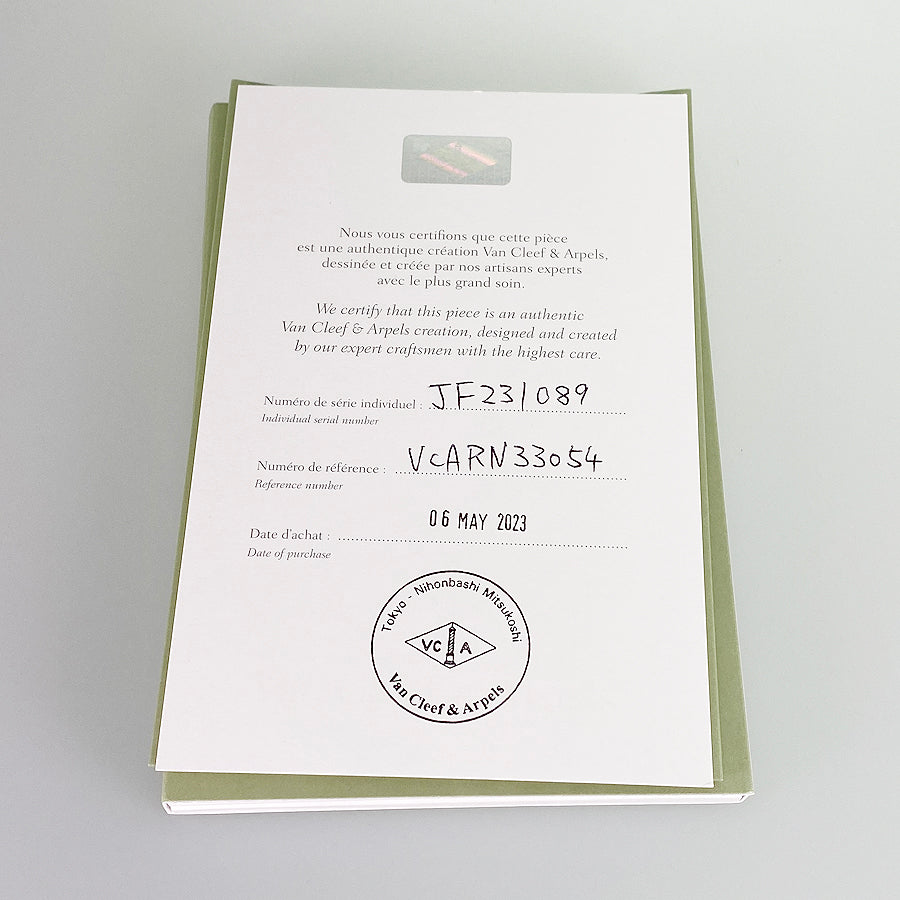 Nous vous certifions que cette pièce
est une authentique création Van Cleef & Arpels,
dessinée et créée par nos artisans experts
avec le plus grand soin.
We certify that this piece is an authentic
Van Cleef & Arpels creation, designed and created
by our expert craftsmen with the highest care.
Numéro de série individuel : JF231089
Individual serial number
Numéro de référence : VCARN33054
Reference number
06 MAY 2023
Date d'achat :
Date of purchase
Tokyo - Nihonbashi Mitsukoshi
VC A
Van Cleef & Arpels